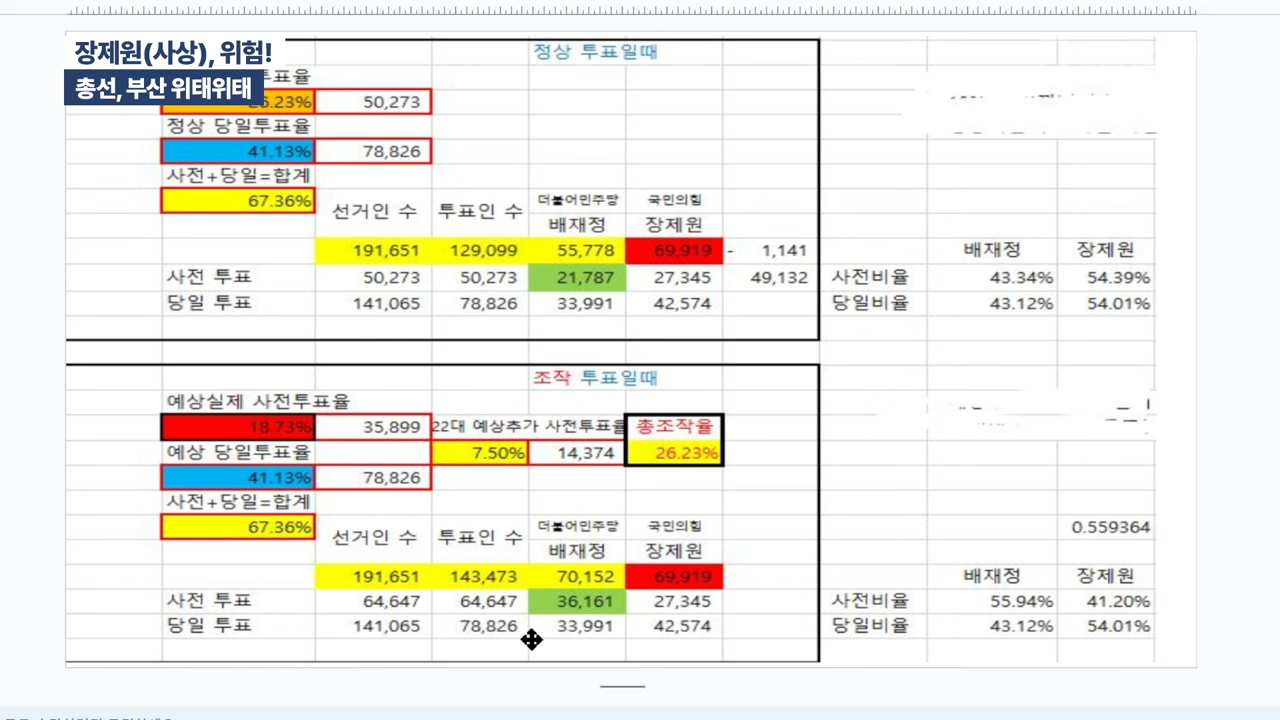 장제원(사상), 위험!
총선, 부산 위태위태
정상 투표일때
투표율
6.23% 50,273
정상 당일투표율
41.13% 78,826
사전+당일=합계
67.36%
선거인 수 투표인 수 더불어민주당 국민의힘
배재정 장제원
191,651 129,099 55,778 69,919 - 1,141 배재정 장제원
사전 투표 50,273 50,273 21,787 27,345 49,132 사전비율 43.34% 54.39%
당일 투표 141,065 78,826 33,991 42,574 당일비율 43.12% 54.01%
조작 투표일때
예상실제 사전투표율
18.73% 35,899 22대 예상추가 사전투표율 총조작율
예상 당일투표율 7.50% 14,374 26.23%
41.13% 78,826
사전+당일=합계
67.36% 0.559364
선거인 수 투표인 수 더불어민주당 국민의힘
배재정 장제원
191,651 143,473 70,152 69,919 배재정 장제원
사전 투표 64,647 64,647 36,161 27,345 사전비율 55.94% 41.20%
당일 투표 141,065 78,826 33,991 42,574 당일비율 43.12% 54.01%